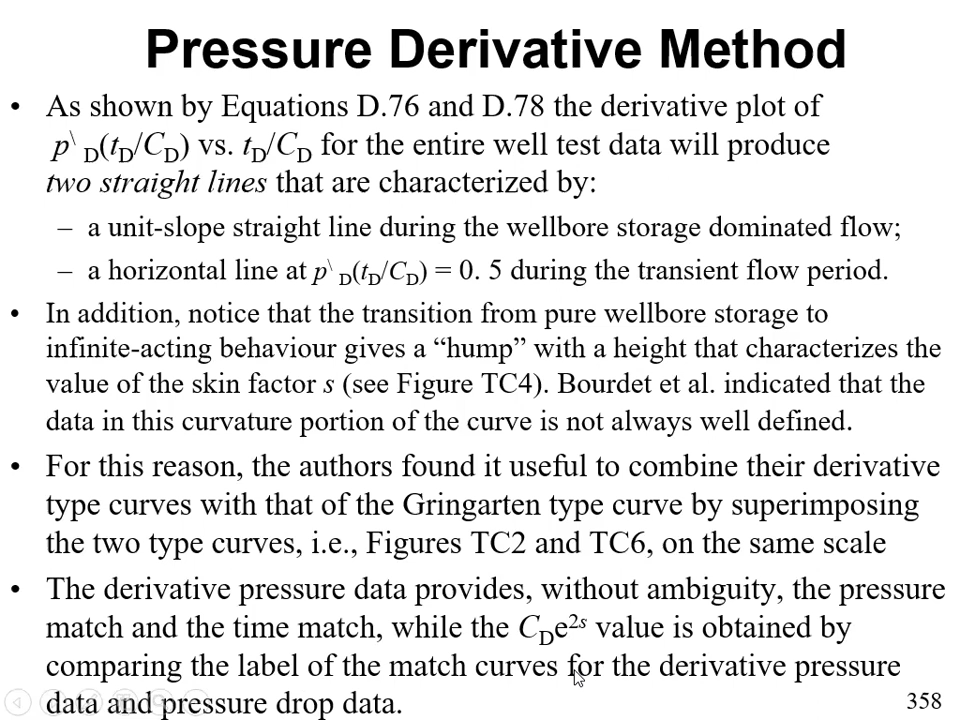 Pressure Derivative Method
• As shown by Equations D.76 and D.78 the derivative plot of
p\ D(tD/CD) vs. tD/CD for the entire well test data will produce
two straight lines that are characterized by:
– a unit-slope straight line during the wellbore storage dominated flow;
– a horizontal line at p\ D(tD/CD) = 0. 5 during the transient flow period.
• In addition, notice that the transition from pure wellbore storage to
infinite-acting behaviour gives a “hump” with a height that characterizes the
value of the skin factor s (see Figure TC4). Bourdet et al. indicated that the
data in this curvature portion of the curve is not always well defined.
• For this reason, the authors found it useful to combine their derivative
type curves with that of the Gringarten type curve by superimposing
the two type curves, i.e., Figures TC2 and TC6, on the same scale
• The derivative pressure data provides, without ambiguity, the pressure
match and the time match, while the CDe2s value is obtained by
comparing the label of the match curves for the derivative pressure
data and pressure drop data.
358